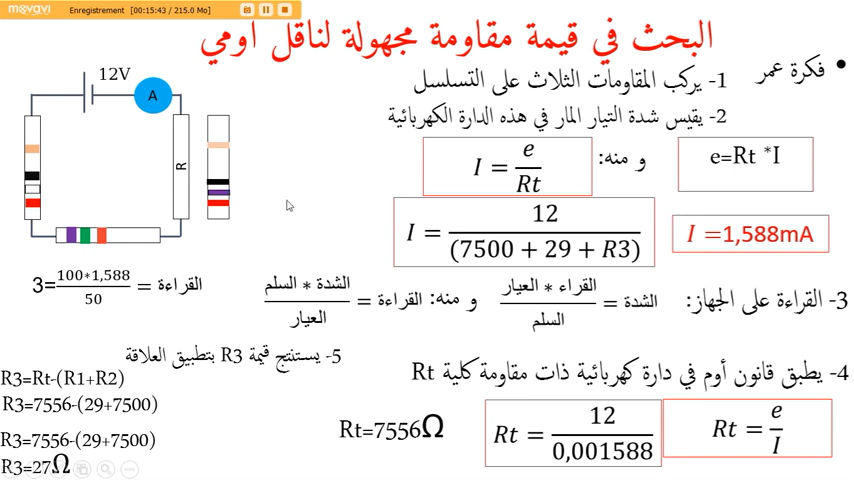 movavi
Enregistrement [00:15:43 / 215.0 Mo]
البحث في قيمة مقاومة مجهولة لناقل اومي
• فكرة عمر
1- يركب المقاومات الثلاث على التسلسل
2- يقيس شدة التيار المار في هذه الدارة الكهربائية
12V
A
R
e=Rt *I
و منه:
I = e/Rt
I = 12/(7500 + 29 + R3)
I =1,588mA
3- القراءة على الجهاز:
الشدة = القراء * العيار / السلم
و منه:
القراءة = الشدة * السلم / العيار
القراءة = 100*1,588/50=3
4- يطبق قانون أوم في دارة كهربائية ذات مقاومة كلية Rt
Rt = e/I
Rt = 12/0,001588
Rt=7556Ω
5- يستنتج قيمة R3 بتطبيق العلاقة
R3=Rt-(R1+R2)
R3=7556-(29+7500)
R3=7556-(29+7500)
R3=27Ω